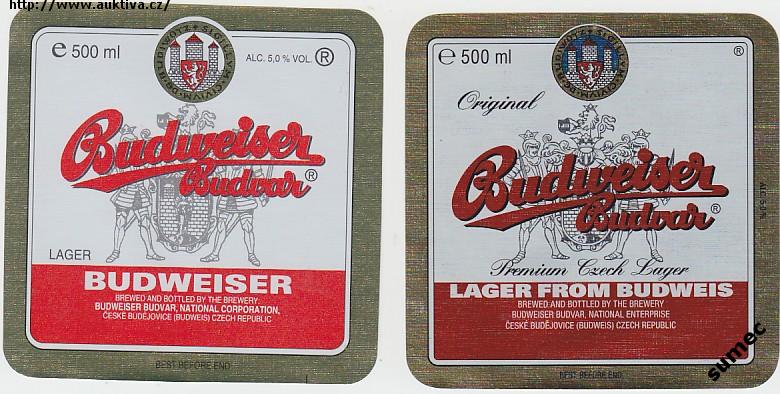 http://www.auktiva.cz/
e 500 ml
ALC. 5,0 % VOL. ®
Budweiser
Budvar®
LAGER
BUDWEISER
BREWED AND BOTTLED BY THE BREWERY,
BUDWEISER BUDVAR, NATIONAL CORPORATION,
ČESKÉ BUDĚJOVICE (BUDWEIS) CZECH REPUBLIC
BEST BEFORE END
e 500 ml
®
Original
Budweiser
Budvar®
Premium Czech Lager
LAGER FROM BUDWEIS
BREWED AND BOTTLED BY THE BREWERY
BUDWEISER BUDVAR, NATIONAL ENTERPRISE
ČESKÉ BUDĚJOVICE (BUDWEIS) CZECH REPUBLIC
BEST BEFORE END
sumec